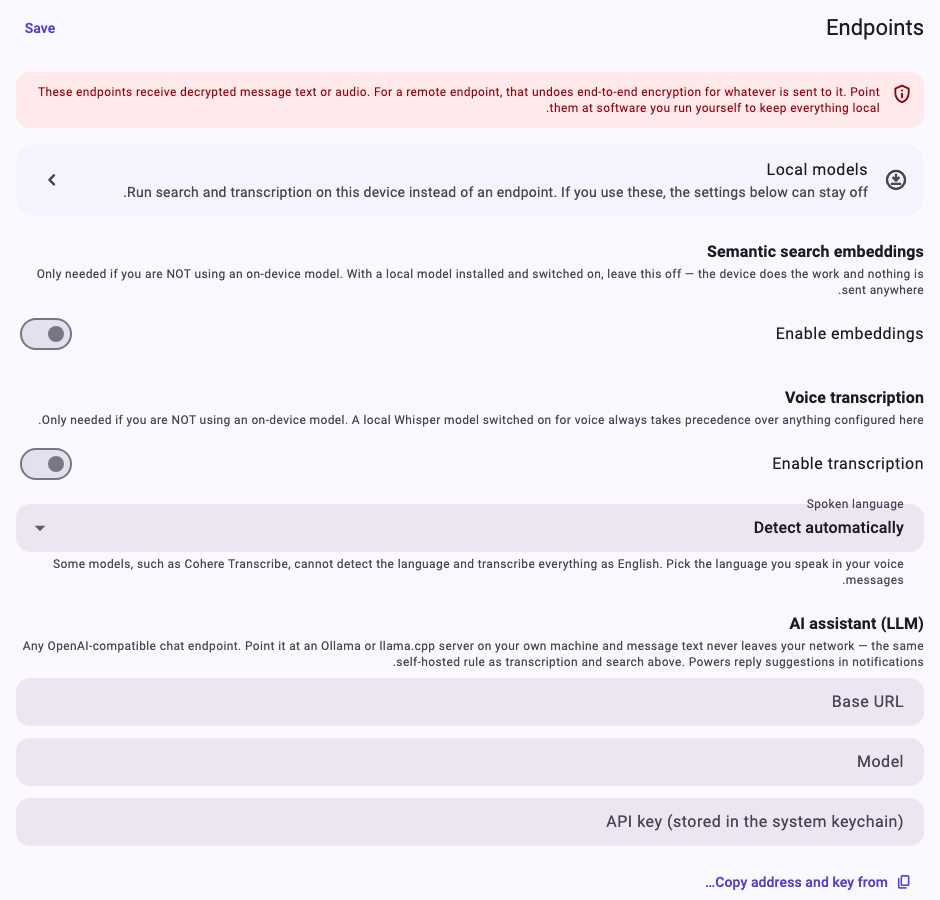 Endpoints
Save
These endpoints receive decrypted message text or audio. For a remote endpoint, that undoes end-to-end encryption for whatever is sent to it. Point
them at software you run yourself to keep everything local.
Local models
Run search and transcription on this device instead of an endpoint. If you use these, the settings below can stay off.
Semantic search embeddings
Only needed if you are NOT using an on-device model. With a local model installed and switched on, leave this off — the device does the work and nothing is
sent anywhere.
Enable embeddings
Voice transcription
Only needed if you are NOT using an on-device model. A local Whisper model switched on for voice always takes precedence over anything configured here.
Enable transcription
Spoken language
Detect automatically
Some models, such as Cohere Transcribe, cannot detect the language and transcribe everything as English. Pick the language you speak in your voice
messages.
AI assistant (LLM)
Any OpenAI-compatible chat endpoint. Point it at an Ollama or llama.cpp server on your own machine and message text never leaves your network — the same
self-hosted rule as transcription and search above. Powers reply suggestions in notifications.
Base URL
Model
API key (stored in the system keychain)
Copy address and key from…